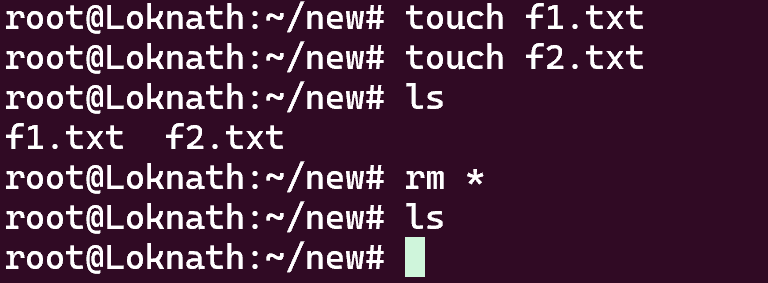 root@Loknath:~/new# touch f1.txt
root@Loknath:~/new# touch f2.txt
root@Loknath:~/new# ls
f1.txt  f2.txt
root@Loknath:~/new# rm *
root@Loknath:~/new# ls
root@Loknath:~/new#